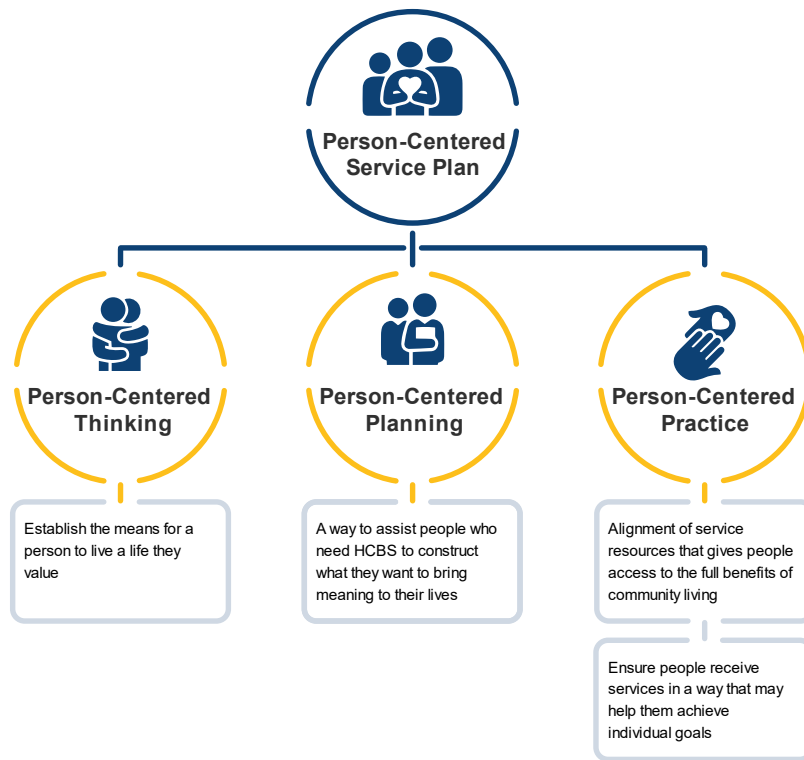 Person-Centered
Service Plan
Person-Centered
Thinking
Person-Centered
Planning
Person-Centered
Practice
Establish the means for a
person to live a life they
value
A way to assist people who
need HCBS to construct
what they want to bring
meaning to their lives
Alignment of service
resources that gives people
access to the full benefits of
community living
Ensure people receive
services in a way that may
help them achieve
individual goals